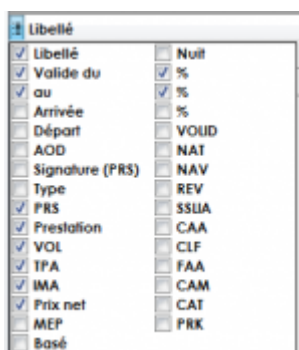 Libellé
Libellé
Valide du
au
Arrivée
Départ
AOD
Signature (PRS)
Type
PRS
Prestation
VOL
TPA
IMA
Prix net
MEP
Basé
Nuit
%
%
%
VOLID
NAT
NAV
REV
SSLIA
CAA
CLF
FAA
CAM
CAT
PRK